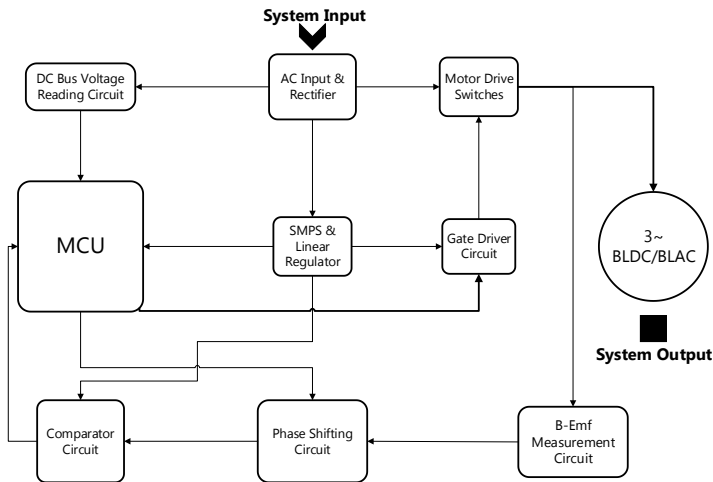 System Input
DC Bus Voltage
Reading Circuit
AC Input &
Rectifier
Motor Drive
Switches
MCU
SMPS &
Linear
Regulator
Gate Driver
Circuit
3~
BLDC/BLAC
System Output
Comparator
Circuit
Phase Shifting
Circuit
B-Emf
Measurement
Circuit